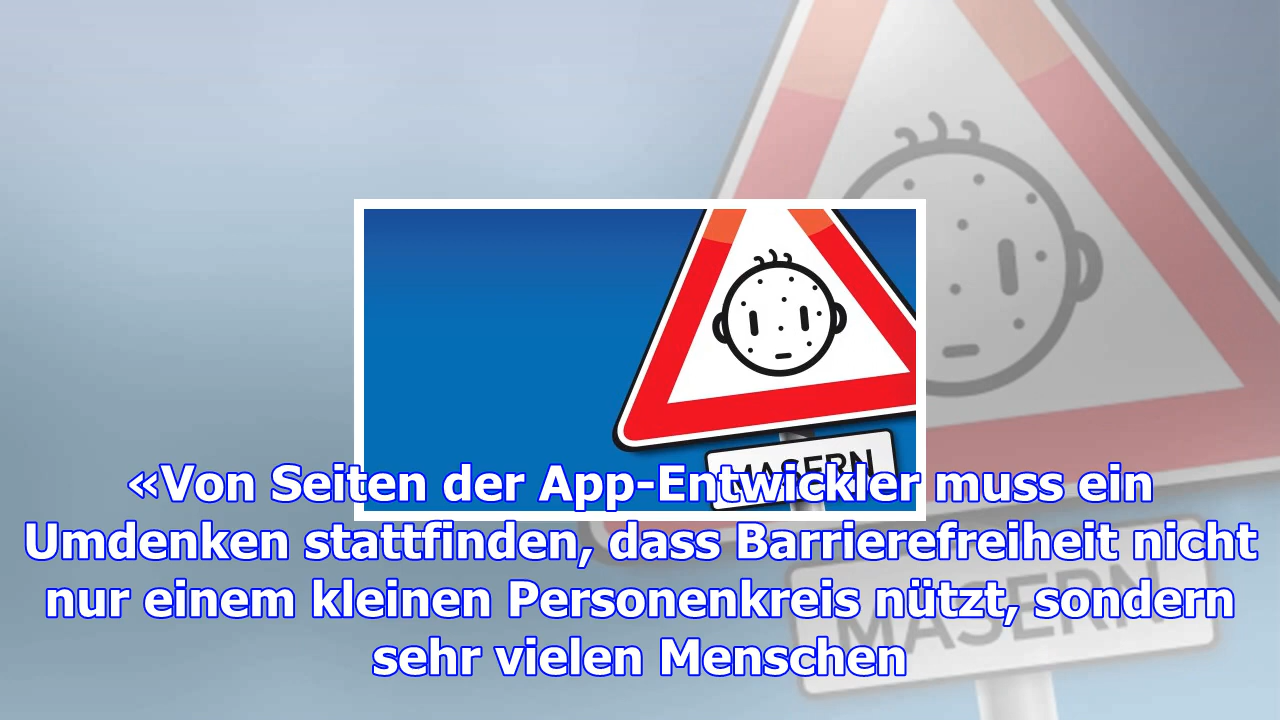 MASERN
«Von Seiten der App-Entwickler muss ein
Umdenken stattfinden, dass Barrierefreiheit nicht
nur einem kleinen Personenkreis nützt, sondern
sehr vielen Menschen
MASERN